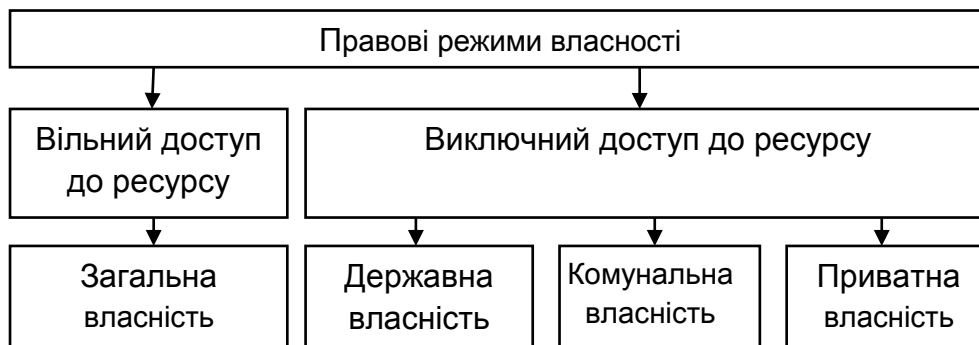 Правові режими власності
Вільний доступ
до ресурсу
Виключний доступ до ресурсу
Загальна
власність
Державна
власність
Комунальна
власність
Приватна
власність